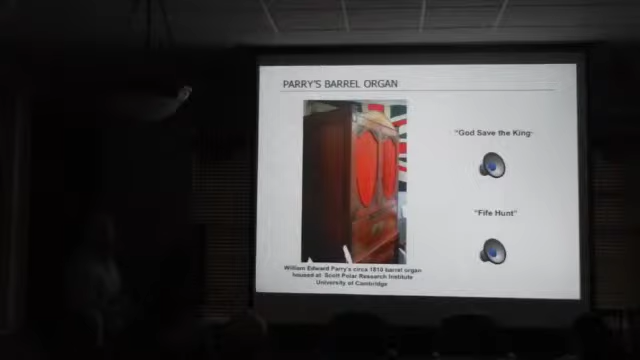 PARRY'S BARREL ORGAN
"God Save the King"
"Fife Hunt"
William Edward Parry's circa 1810 barrel organ
housed at Scott Polar Research Institute
University of Cambridge